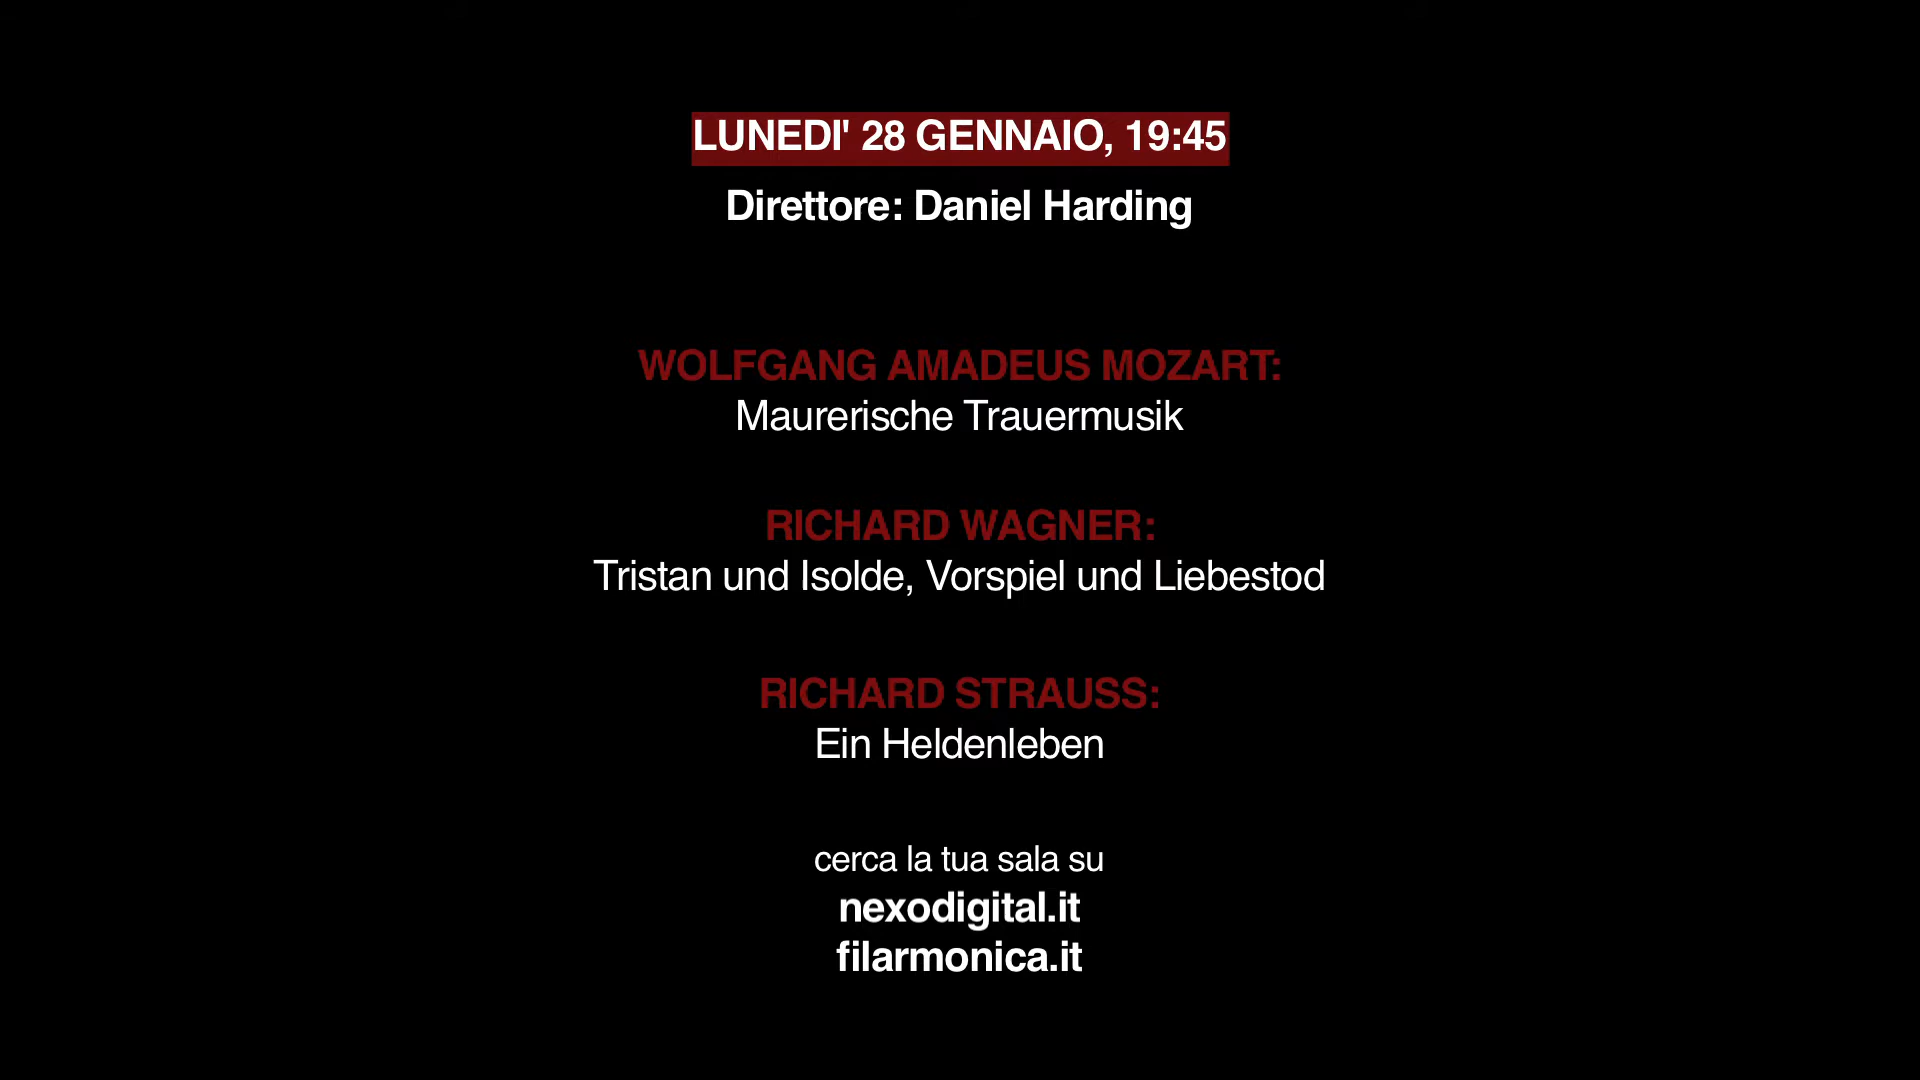 LUNEDI' 28 GENNAIO, 19:45
Direttore: Daniel Harding
WOLFGANG AMADEUS MOZART:
Maurerische Trauermusik
RICHARD WAGNER:
Tristan und Isolde, Vorspiel und Liebestod
RICHARD STRAUSS:
Ein Heldenleben
cerca la tua sala su
nexodigital.it
filarmonica.it